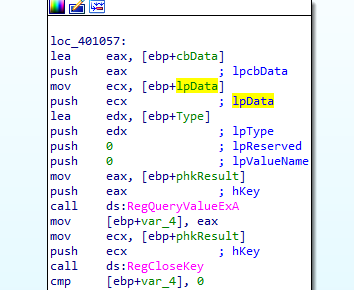 loc_401057:
lea eax, [ebp+cbData]
push eax ; lpcbData
mov ecx, [ebp+lpData]
push ecx ; lpData
lea edx, [ebp+Type]
push edx ; lpType
push 0 ; lpReserved
push 0 ; lpValueName
mov eax, [ebp+phkResult]
push eax ; hKey
call ds:RegQueryValueExA
mov [ebp+var_4], eax
mov ecx, [ebp+phkResult]
push ecx ; hKey
call ds:RegCloseKey
cmp [ebp+var_4], 0